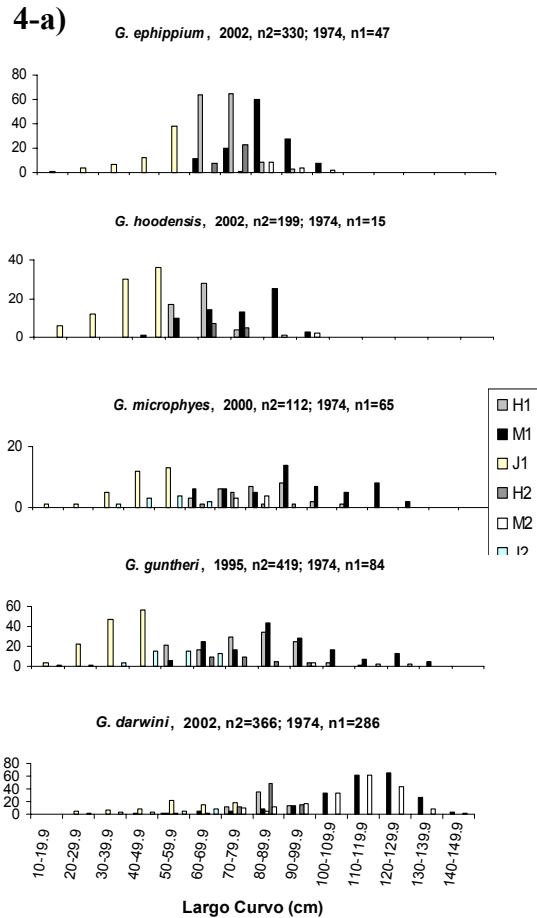 4-a)
G. ephippium, 2002, n2=330; 1974, n1=47
80
60
40
20
0
G. hoodensis, 2002, n2=199; 1974, n1=15
40
20
0
G. microphyes, 2000, n2=112; 1974, n1=65
20
0
H1
M1
J1
H2
M2
J2
G. guntheri, 1995, n2=419; 1974, n1=84
60
40
20
0
G. darwini, 2002, n2=366; 1974, n1=286
80
60
40
20
0
10-19.9
20-29.9
30-39.9
40-49.9
50-59.9
60-69.9
70-79.9
80-89.9
90-99.9
100-109.9
110-119.9
120-129.9
130-139.9
140-149.9
Largo Curvo (cm)